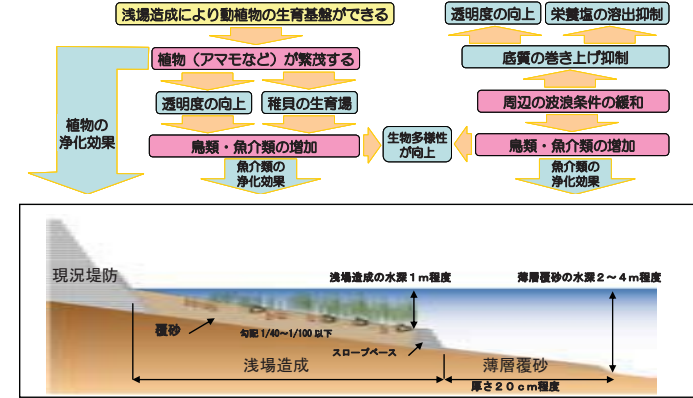 浅場造成により動植物の生育基盤ができる
植物（アマモなど）が繁茂する
透明度の向上
稚貝の生育場
鳥類・魚介類の増加
植物の
浄化効果
魚介類の
浄化効果
生物多様性
が向上
透明度の向上
栄養塩の溶出抑制
底質の巻き上げ抑制
周辺の波浪条件の緩和
鳥類・魚介類の増加
魚介類の
浄化効果
現況堤防
浅場造成の水深１ｍ程度
薄層覆砂の水深２～４ｍ程度
覆砂
勾配 1/40～1/100 以下
スロープベース
浅場造成
薄層覆砂
厚さ２０ｃｍ程度